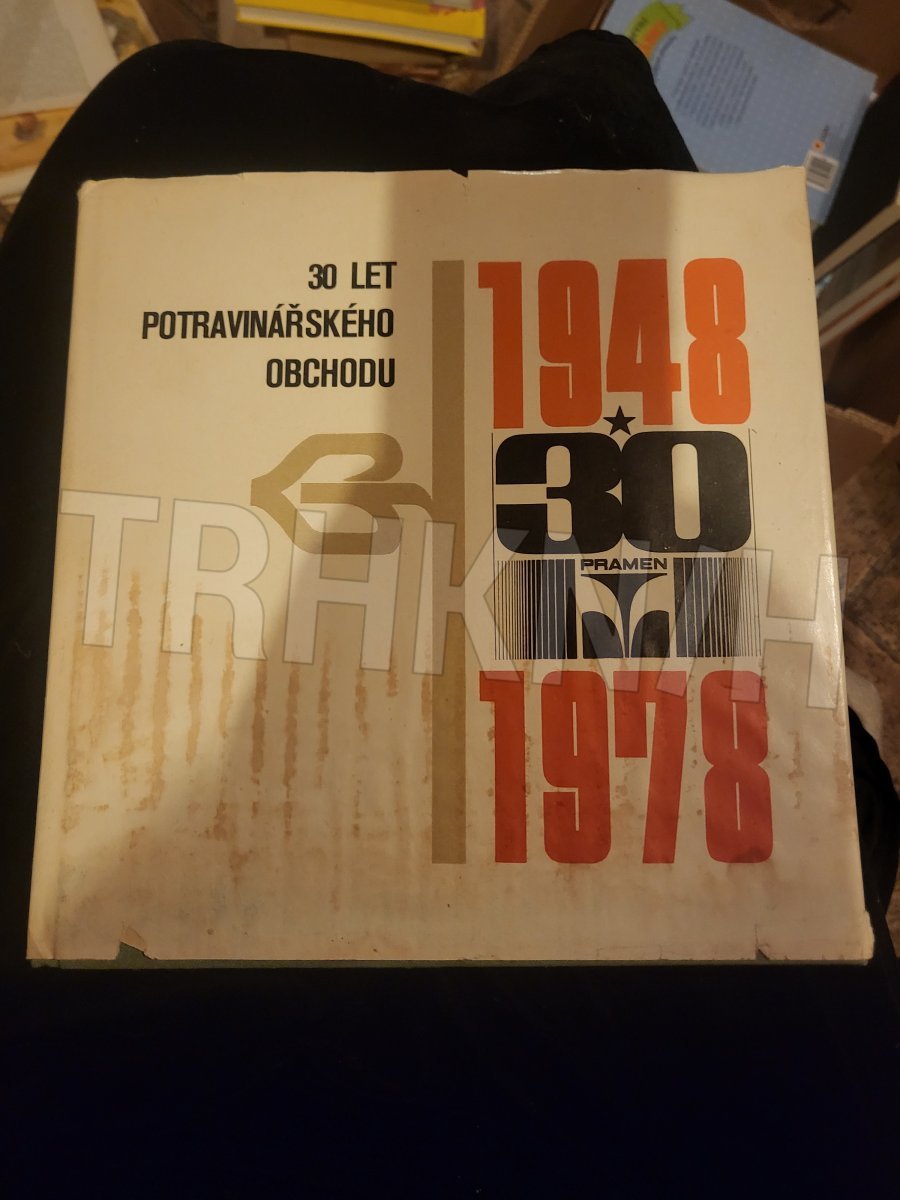 30 LET
POTRAVINÁŘSKÉHO
OBCHODU
1948
30
PRAMEN
1978
TRHKNIH